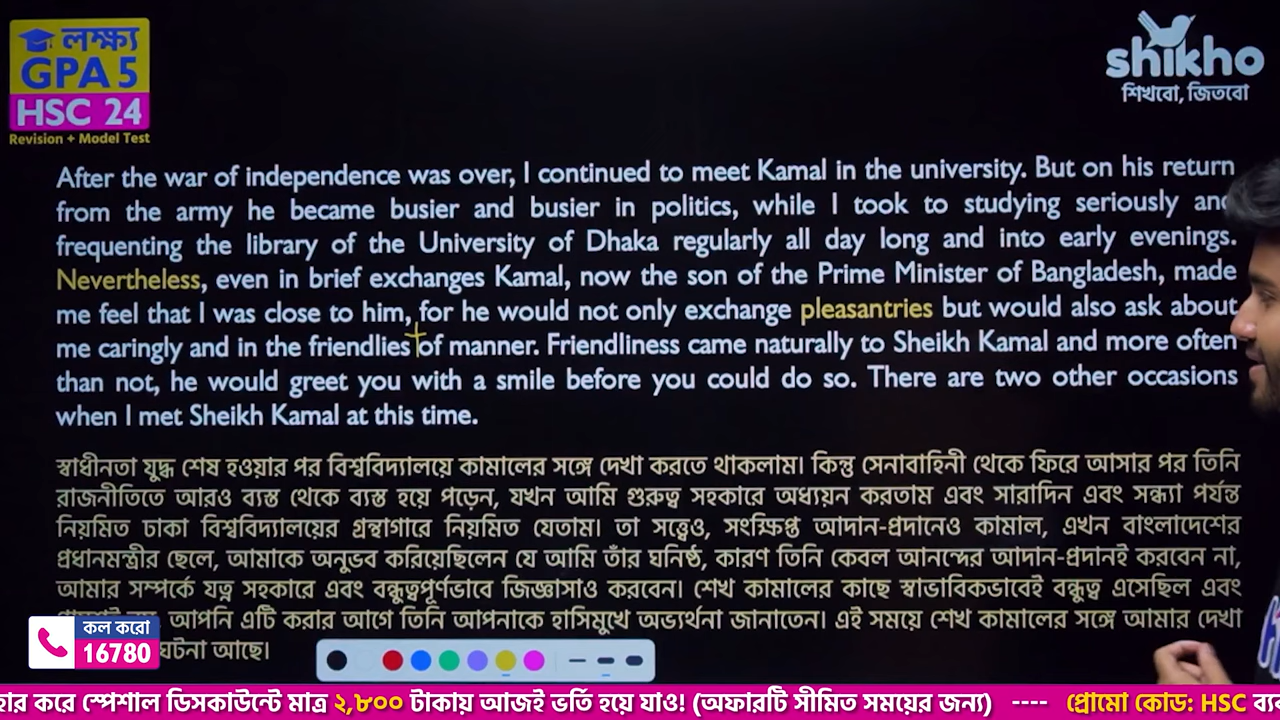 লক্ষ্য
GPA 5
HSC 24
Revision + Model Test
shikho
শিখবো, জিতবো
After the war of independence was over, I continued to meet Kamal in the university. But on his return
from the army he became busier and busier in politics, while I took to studying seriously and
frequenting the library of the University of Dhaka regularly all day long and into early evenings.
Nevertheless, even in brief exchanges Kamal, now the son of the Prime Minister of Bangladesh, made
me feel that I was close to him, for he would not only exchange pleasantries but would also ask about
me caringly and in the friendlies of manner. Friendliness came naturally to Sheikh Kamal and more often
than not, he would greet you with a smile before you could do so. There are two other occasions
when I met Sheikh Kamal at this time.
স্বাধীনতা যুদ্ধ শেষ হওয়ার পর বিশ্ববিদ্যালয়ে কামালের সঙ্গে দেখা করতে থাকলাম। কিন্তু সেনাবাহিনী থেকে ফিরে আসার পর তিনি
রাজনীতিতে আরও ব্যস্ত থেকে ব্যস্ত হয়ে পড়েন, যখন আমি গুরুত্ব সহকারে অধ্যয়ন করতাম এবং সারাদিন এবং সন্ধ্যা পর্যন্ত
নিয়মিত ঢাকা বিশ্ববিদ্যালয়ের গ্রন্থাগারে নিয়মিত যেতাম। তা সত্ত্বেও, সংক্ষিপ্ত আদান-প্রদানেও কামাল, এখন বাংলাদেশের
প্রধানমন্ত্রীর ছেলে, আমাকে অনুভব করিয়েছিলেন যে আমি তাঁর ঘনিষ্ঠ, কারণ তিনি কেবল আনন্দের আদান-প্রদানই করবেন না,
আমার সম্পর্কে যত্ন সহকারে এবং বন্ধুত্বপূর্ণভাবে জিজ্ঞাসাও করবেন। শেখ কামালের কাছে স্বাভাবিকভাবেই বন্ধুত্ব এসেছিল এবং
আপনি এটি করার আগে তিনি আপনাকে হাসিমুখে অভ্যর্থনা জানাতেন। এই সময়ে শেখ কামালের সঙ্গে আমার দেখা
ঘটনা আছে।
কল করো
16780
হার করে স্পেশাল ডিসকাউন্টে মাত্র ২,৮০০ টাকায় আজই ভর্তি হয়ে যাও! (অফারটি সীমিত সময়ের জন্য) ---- প্রোমো কোড: HSC ব্যব